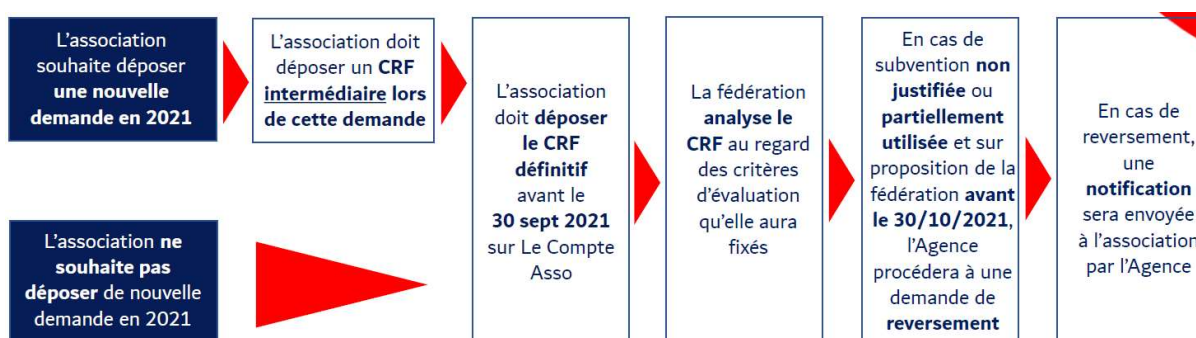 L'association
souhaite déposer
une nouvelle
demande en 2021
L'association doit
déposer un CRF
intermédiaire lors
de cette demande
L'association ne
souhaite pas
déposer de nouvelle
demande en 2021
L'association
doit déposer
le CRF
définitif
avant le
30 sept 2021
sur Le Compte
Asso
La fédération
analyse le
CRF au regard
des critères
d'évaluation
qu'elle aura
fixés
En cas de
subvention non
justifiée ou
partiellement
utilisée et sur
proposition de la
fédération avant
le 30/10/2021,
l'Agence
procédera à une
demande de
reversement
En cas de
reversement,
une
notification
sera envoyée
à l'association
par l'Agence